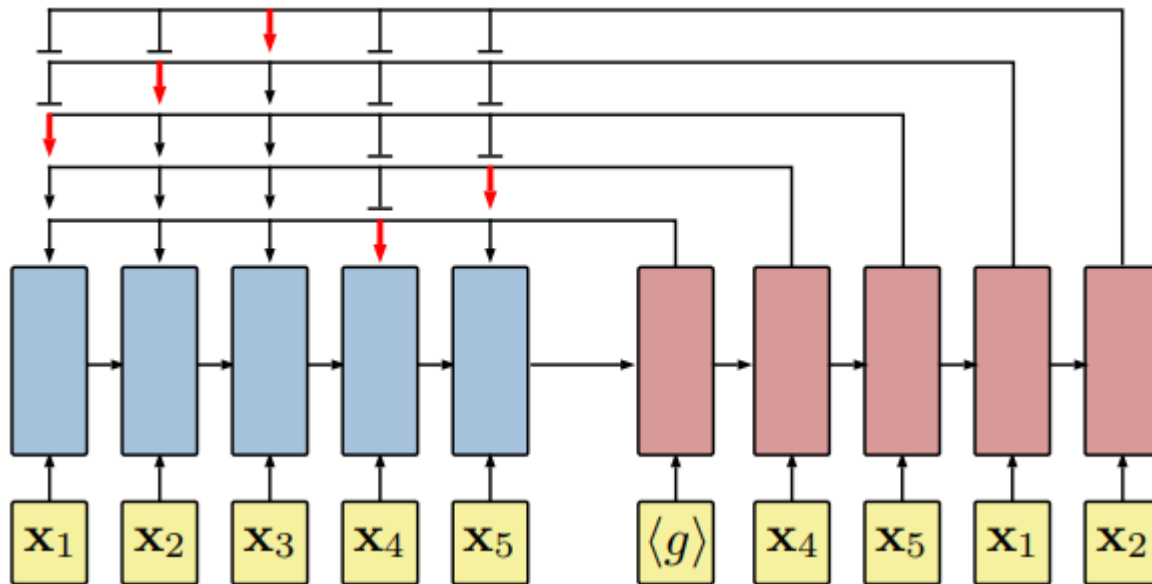 x₁ x₂ x₃ x₄ x₅ ⟨g⟩ x₄ x₅ x₁ x₂